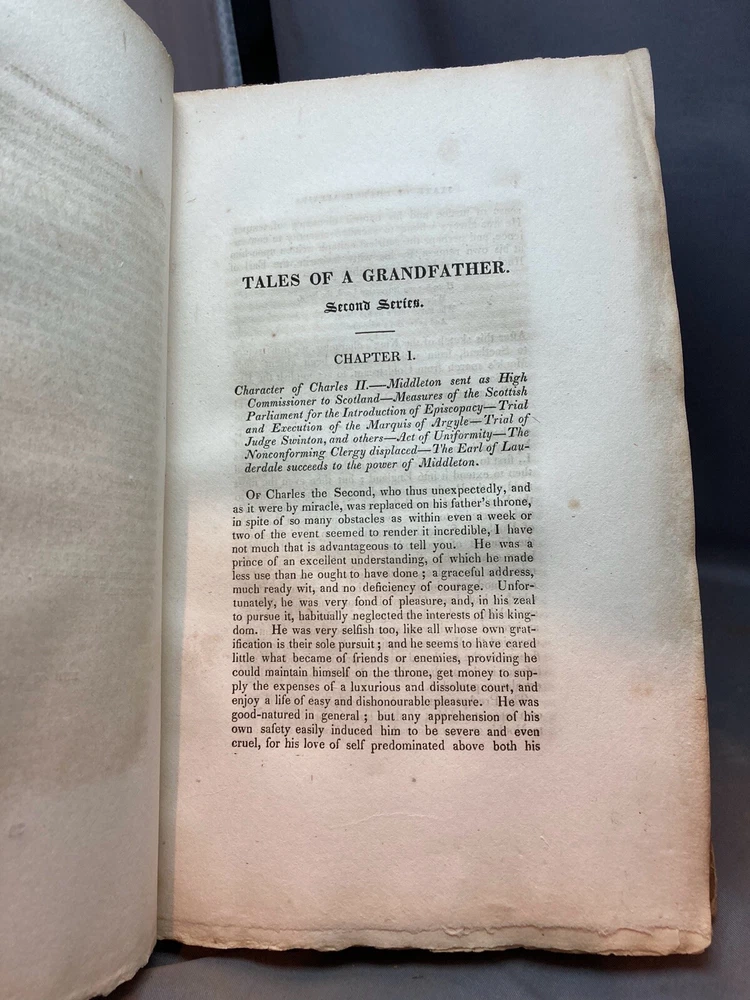 TALES OF A GRANDFATHER.
Second Series.
CHAPTER I.
Character of Charles II.—Middleton sent as High
Commissioner to Scotland—Measures of the Scottish
Parliament for the Introduction of Episcopacy—Trial
and Execution of the Marquis of Argyle—Trial of
Judge Swinton, and others—Act of Uniformity—The
Nonconforming Clergy displaced—The Earl of Lau-
derdale succeeds to the power of Middleton.
Of Charles the Second, who thus unexpectedly, and
as it were by miracle, was replaced on his father's throne,
in spite of so many obstacles as within even a week or
two of the event seemed to render it incredible, I have
not much that is advantageous to tell you. He was a
prince of an excellent understanding, of which he made
less use than he ought to have done; a graceful address,
much ready wit, and no deficiency of courage. Unfor-
tunately, he was very fond of pleasure, and, in his zeal
to pursue it, habitually neglected the interests of his king-
dom. He was very selfish too, like all whose own grat-
ification is their sole pursuit; and he seems to have cared
little what became of friends or enemies, providing he
could maintain himself on the throne, get money to sup-
ply the expenses of a luxurious and dissolute court, and
enjoy a life of easy and dishonourable pleasure. He was
good-natured in general; but any apprehension of his
own safety easily induced him to be severe and even
cruel, for his love of self predominated above both his